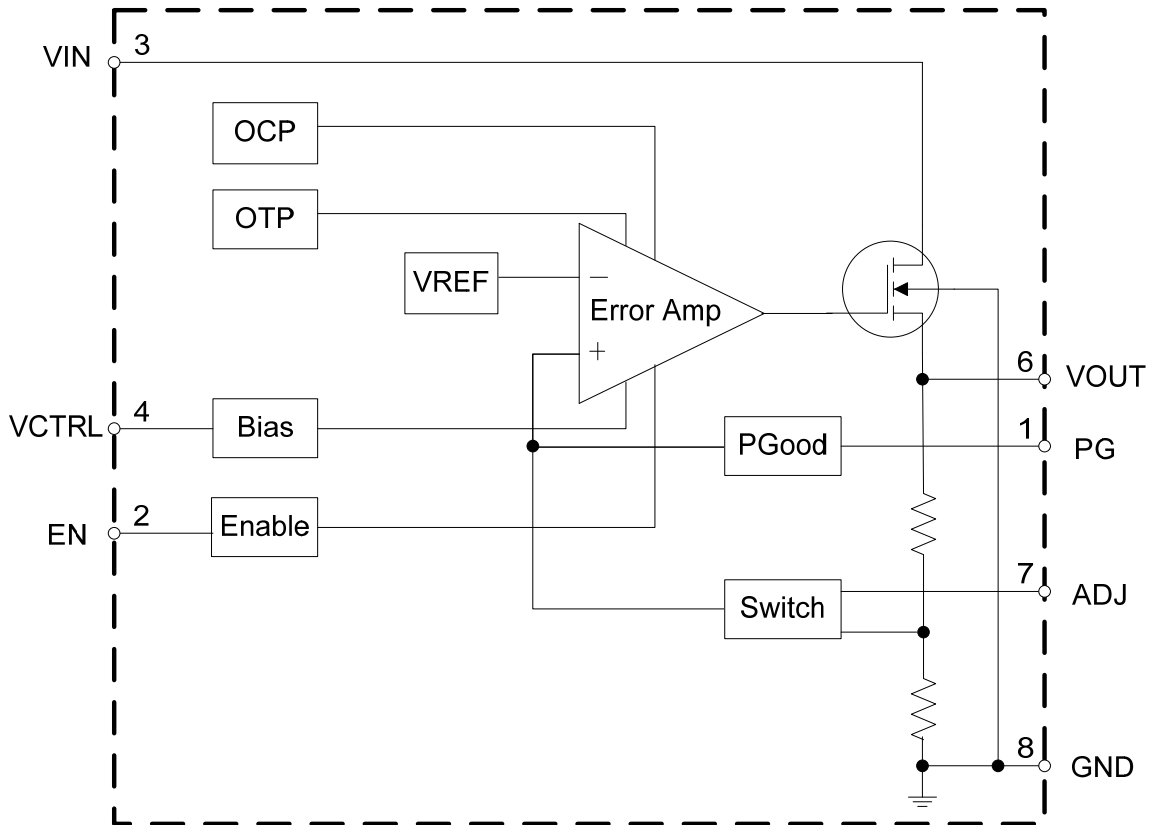 VIN
3
OCP
OTP
VREF
−
Error Amp
+
6
VOUT
VCTRL
4
Bias
PGood
1
PG
EN
2
Enable
Switch
7
ADJ
8
GND